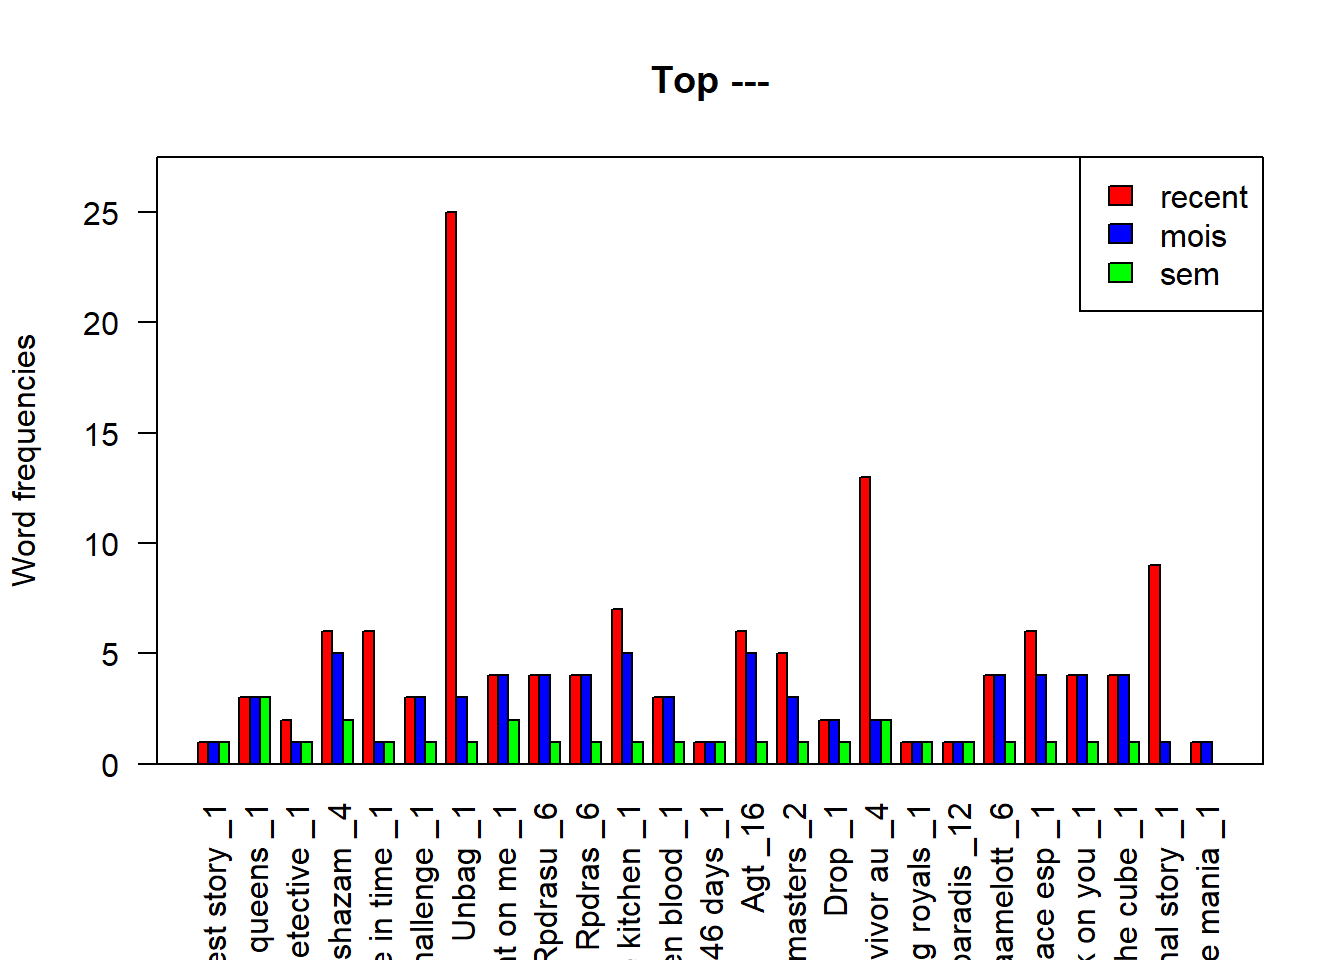 Top ---
Word frequencies
25
20
15
10
5
0
recent
mois
sem
est story _1
queens _1
etective _1
shazam _4
e in time _1
hallenge _1
Unbag _1
t on me _1
Rpdrasu _6
Rpdras _6
kitchen _1
en blood _1
46 days _1
Agt _16
masters _2
Drop _1
vivor au _4
g royals _1
paradis _12
aamelott _6
ace esp _1
k on you _1
he cube _1
nal story _1
e mania _1